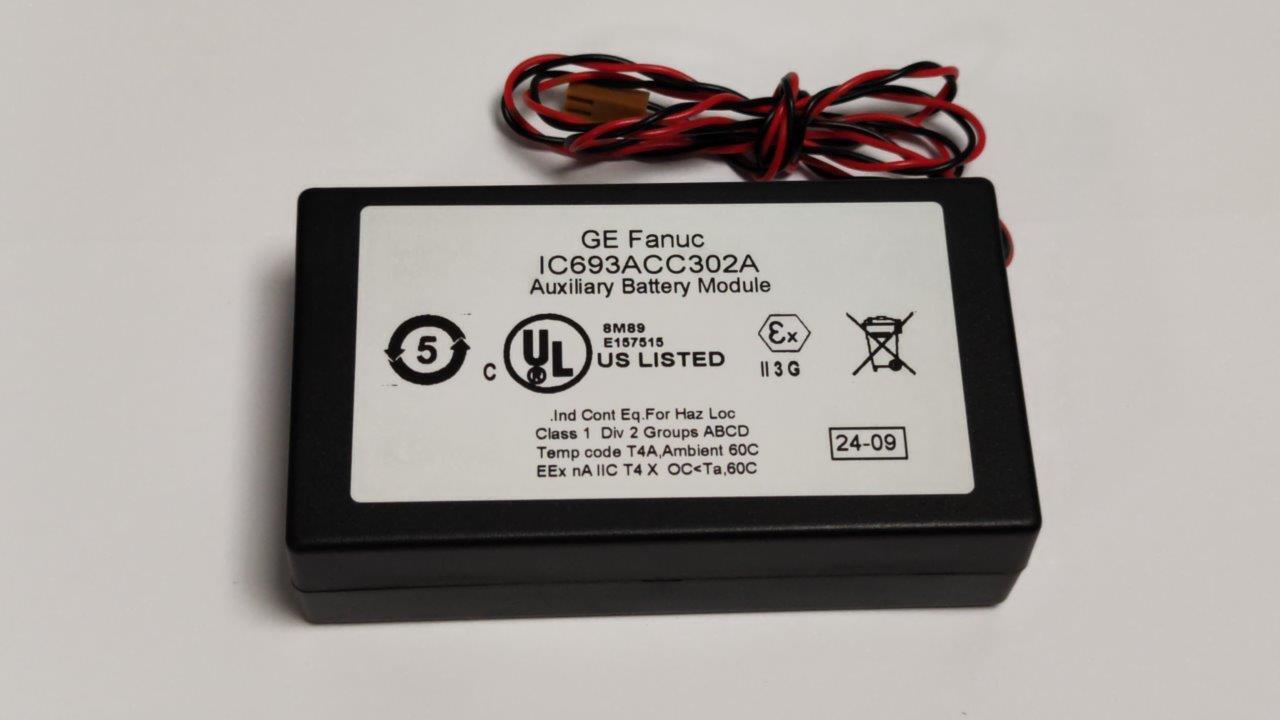 GE Fanuc
IC693ACC302A
Auxiliary Battery Module
5
C UL ® US LISTED
8M89
E157515
Ex
II 3 G
.Ind Cont Eq.For Haz Loc
Class 1 Div 2 Groups ABCD
Temp code T4A,Ambient 60C
EEx nA IIC T4 X OC<Ta,60C
24-09